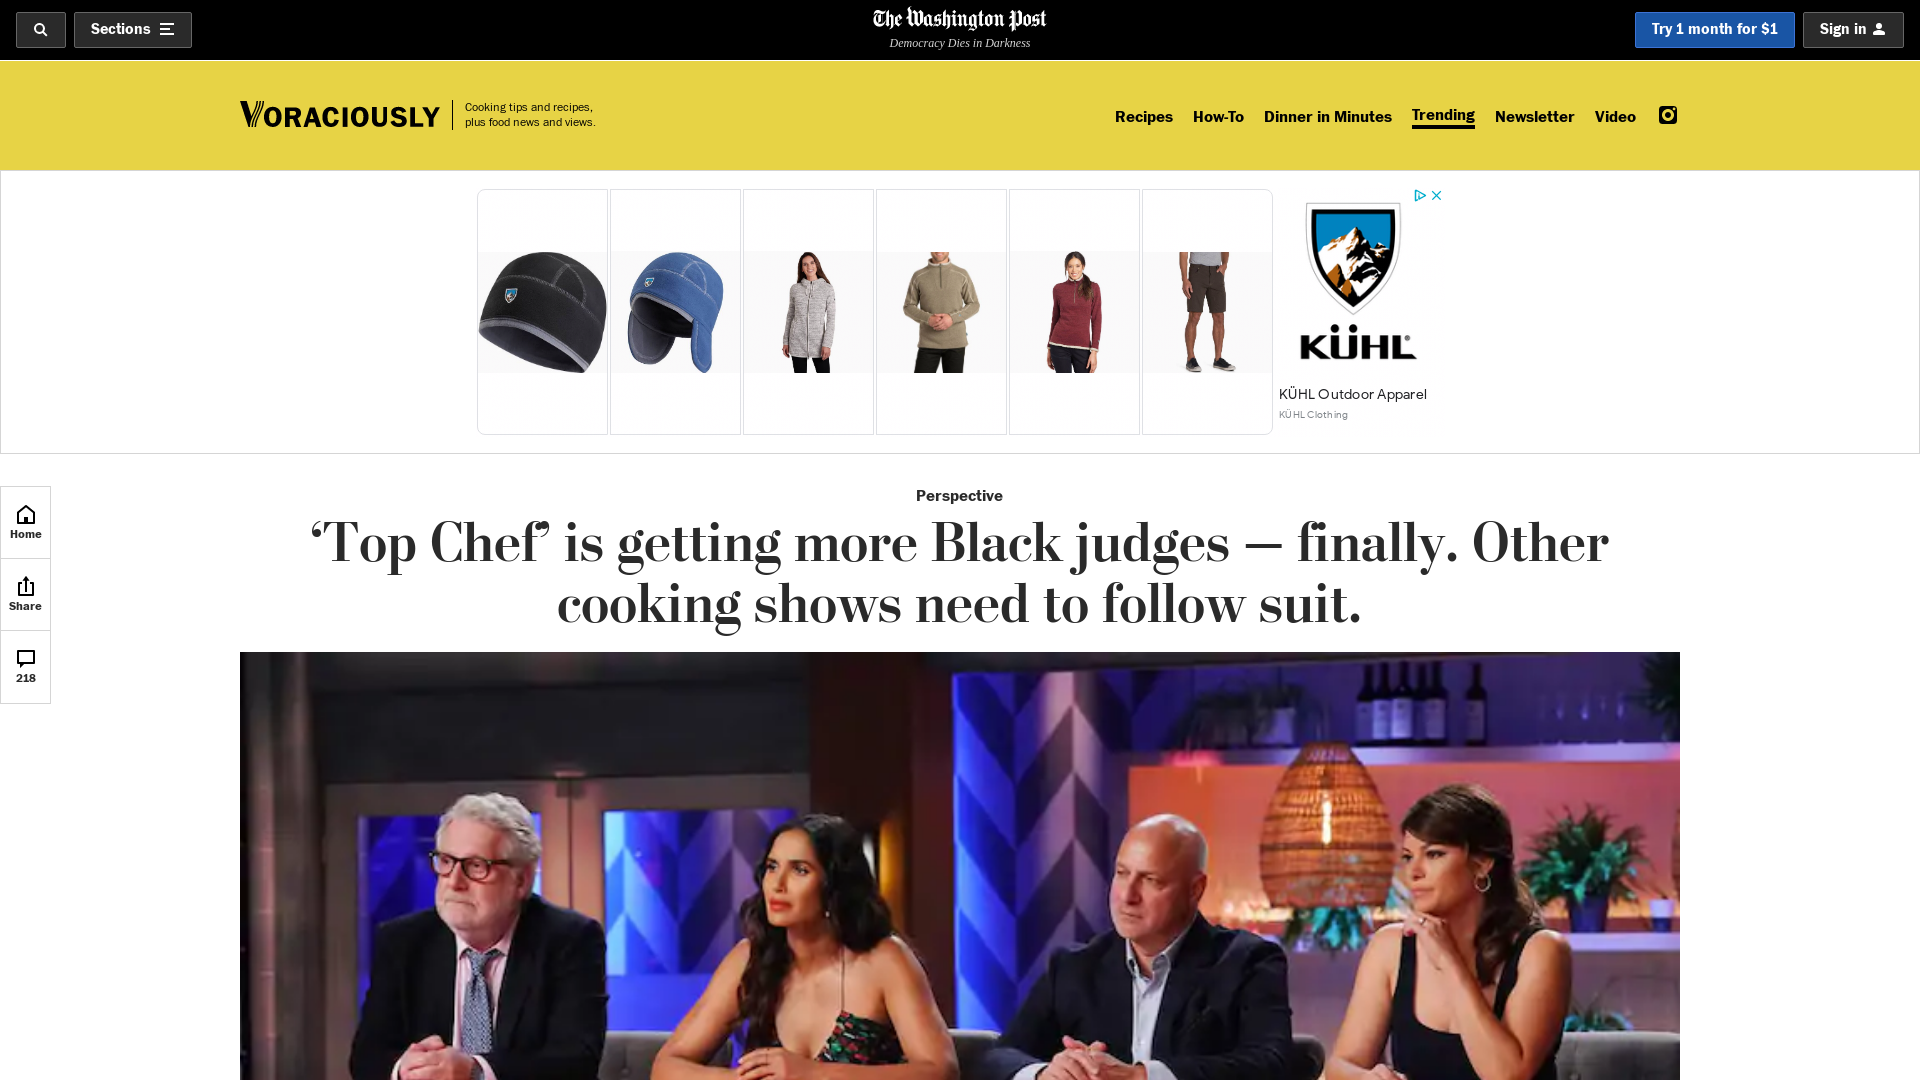 Sections
The Washington Post
Democracy Dies in Darkness
Try 1 month for $1
Sign in
VORACIOUSLY
Cooking tips and recipes,
plus food news and views.
Recipes
How-To
Dinner in Minutes
Trending
Newsletter
Video
KÜHL®
KÜHL Outdoor Apparel
KÜHL Clothing
Home
Share
218
Perspective
‘Top Chef’ is getting more Black judges — finally. Other
cooking shows need to follow suit.